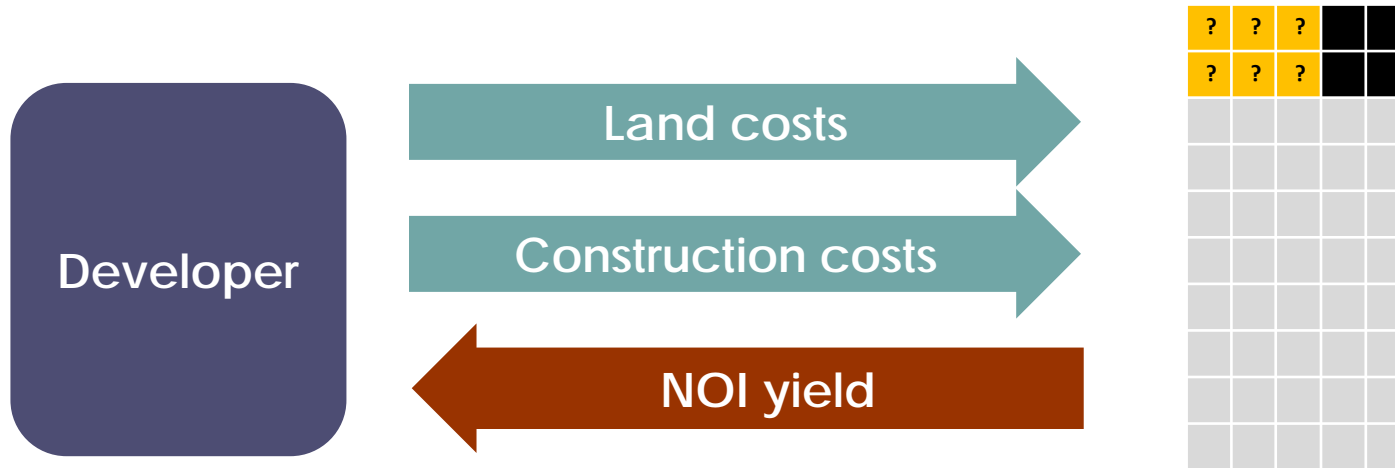 ? ? ?
? ? ?
Land costs
Developer
Construction costs
NOI yield